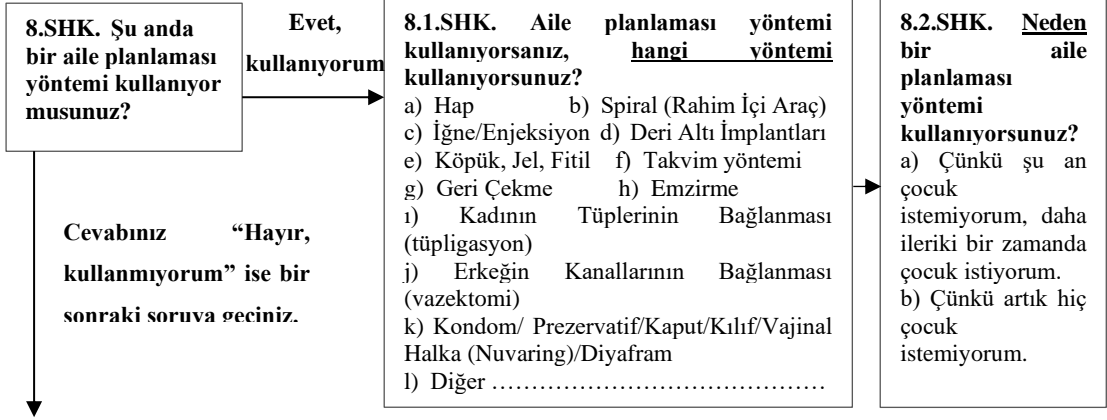 8.SHK. Şu anda
bir aile planlaması
yöntemi kullanıyor
musunuz?
Evet,
kullanıyorum
Cevabınız “Hayır,
kullanmıyorum” ise bir
sonraki soruya geçiniz.
8.1.SHK. Aile planlaması yöntemi
kullanıyorsanız, hangi yöntemi
kullanıyorsunuz?
a) Hap b) Spiral (Rahim İçi Araç)
c) İğne/Enjeksiyon d) Deri Altı İmplantları
e) Köpük, Jel, Fitil f) Takvim yöntemi
g) Geri Çekme h) Emzirme
ı) Kadının Tüplerinin Bağlanması
(tüpligasyon)
j) Erkeğin Kanallarının Bağlanması
(vazektomi)
k) Kondom/ Prezervatif/Kaput/Kılıf/Vajinal
Halka (Nuvaring)/Diyafram
l) Diğer ……………………………………
8.2.SHK. Neden
bir aile
planlaması
yöntemi
kullanıyorsunuz?
a) Çünkü şu an
çocuk
istemiyorum, daha
ileriki bir zamanda
çocuk istiyorum.
b) Çünkü artık hiç
çocuk
istemiyorum.